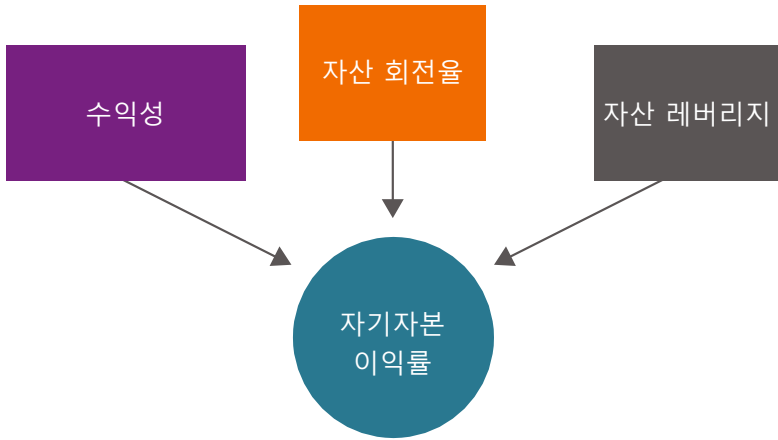 수익성
자산 회전율
자산 레버리지
자기자본
이익률